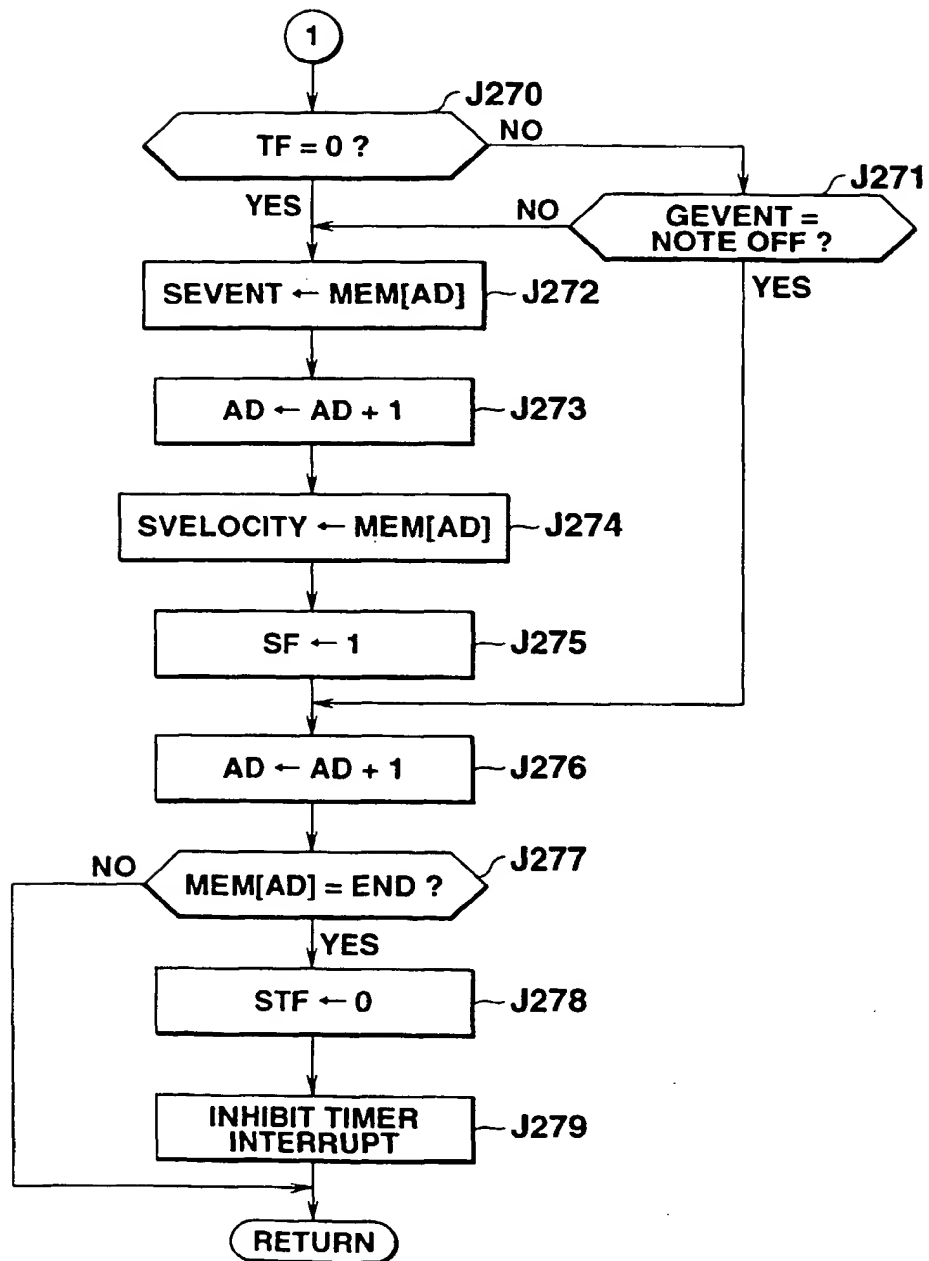 1
J270
TF = 0 ?
NO
YES
J271
GEVENT =
NOTE OFF ?
NO
YES
SEVENT ← MEM[AD]
J272
AD ← AD + 1
J273
SVELOCITY ← MEM[AD]
J274
SF ← 1
J275
AD ← AD + 1
J276
J277
MEM[AD] = END ?
NO
YES
STF ← 0
J278
INHIBIT TIMER
INTERRUPT
J279
RETURN